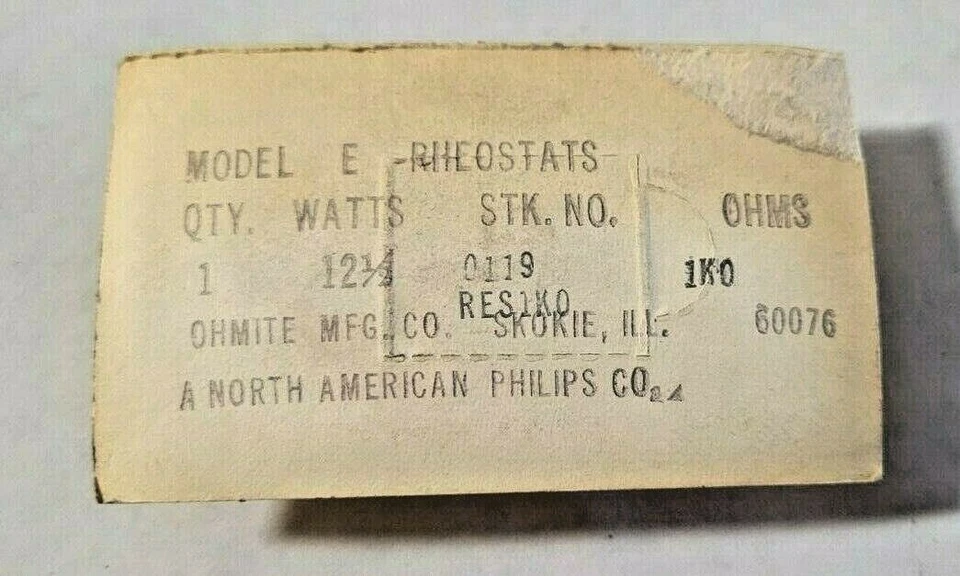 MODEL E RHEOSTATS
QTY. WATTS STK. NO. OHMS
1 12½ 0119 1K0
RES1K0
OHMITE MFG. CO. SKOKIE, ILL. 60076
A NORTH AMERICAN PHILIPS CO.